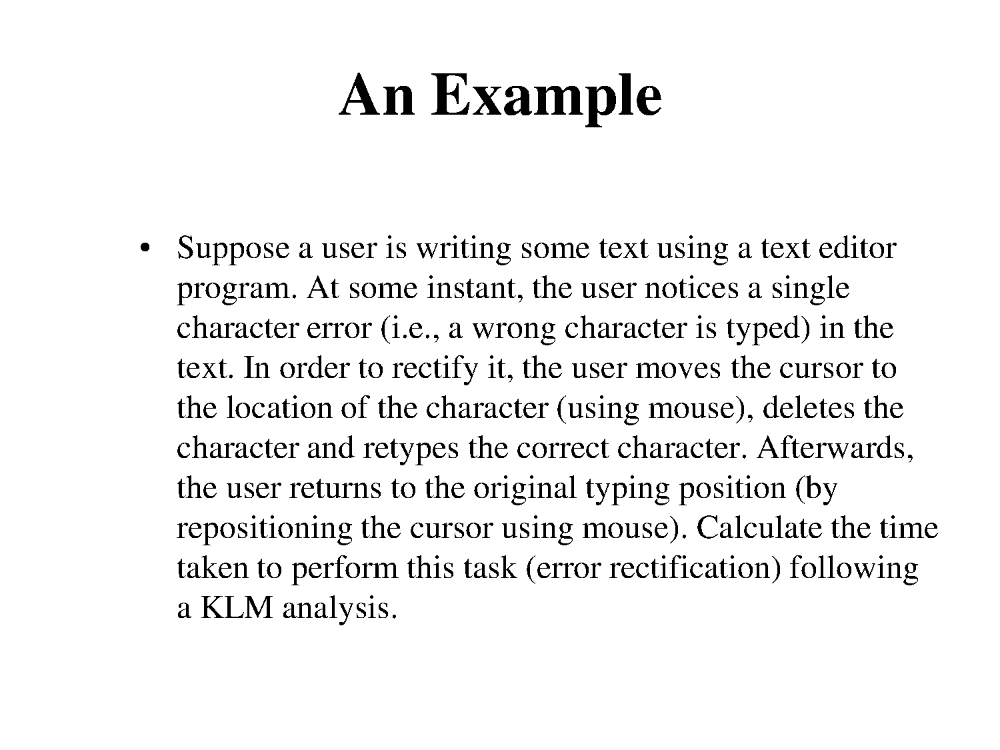 An Example
• Suppose a user is writing some text using a text editor
program. At some instant, the user notices a single
character error (i.e., a wrong character is typed) in the
text. In order to rectify it, the user moves the cursor to
the location of the character (using mouse), deletes the
character and retypes the correct character. Afterwards,
the user returns to the original typing position (by
repositioning the cursor using mouse). Calculate the time
taken to perform this task (error rectification) following
a KLM analysis.